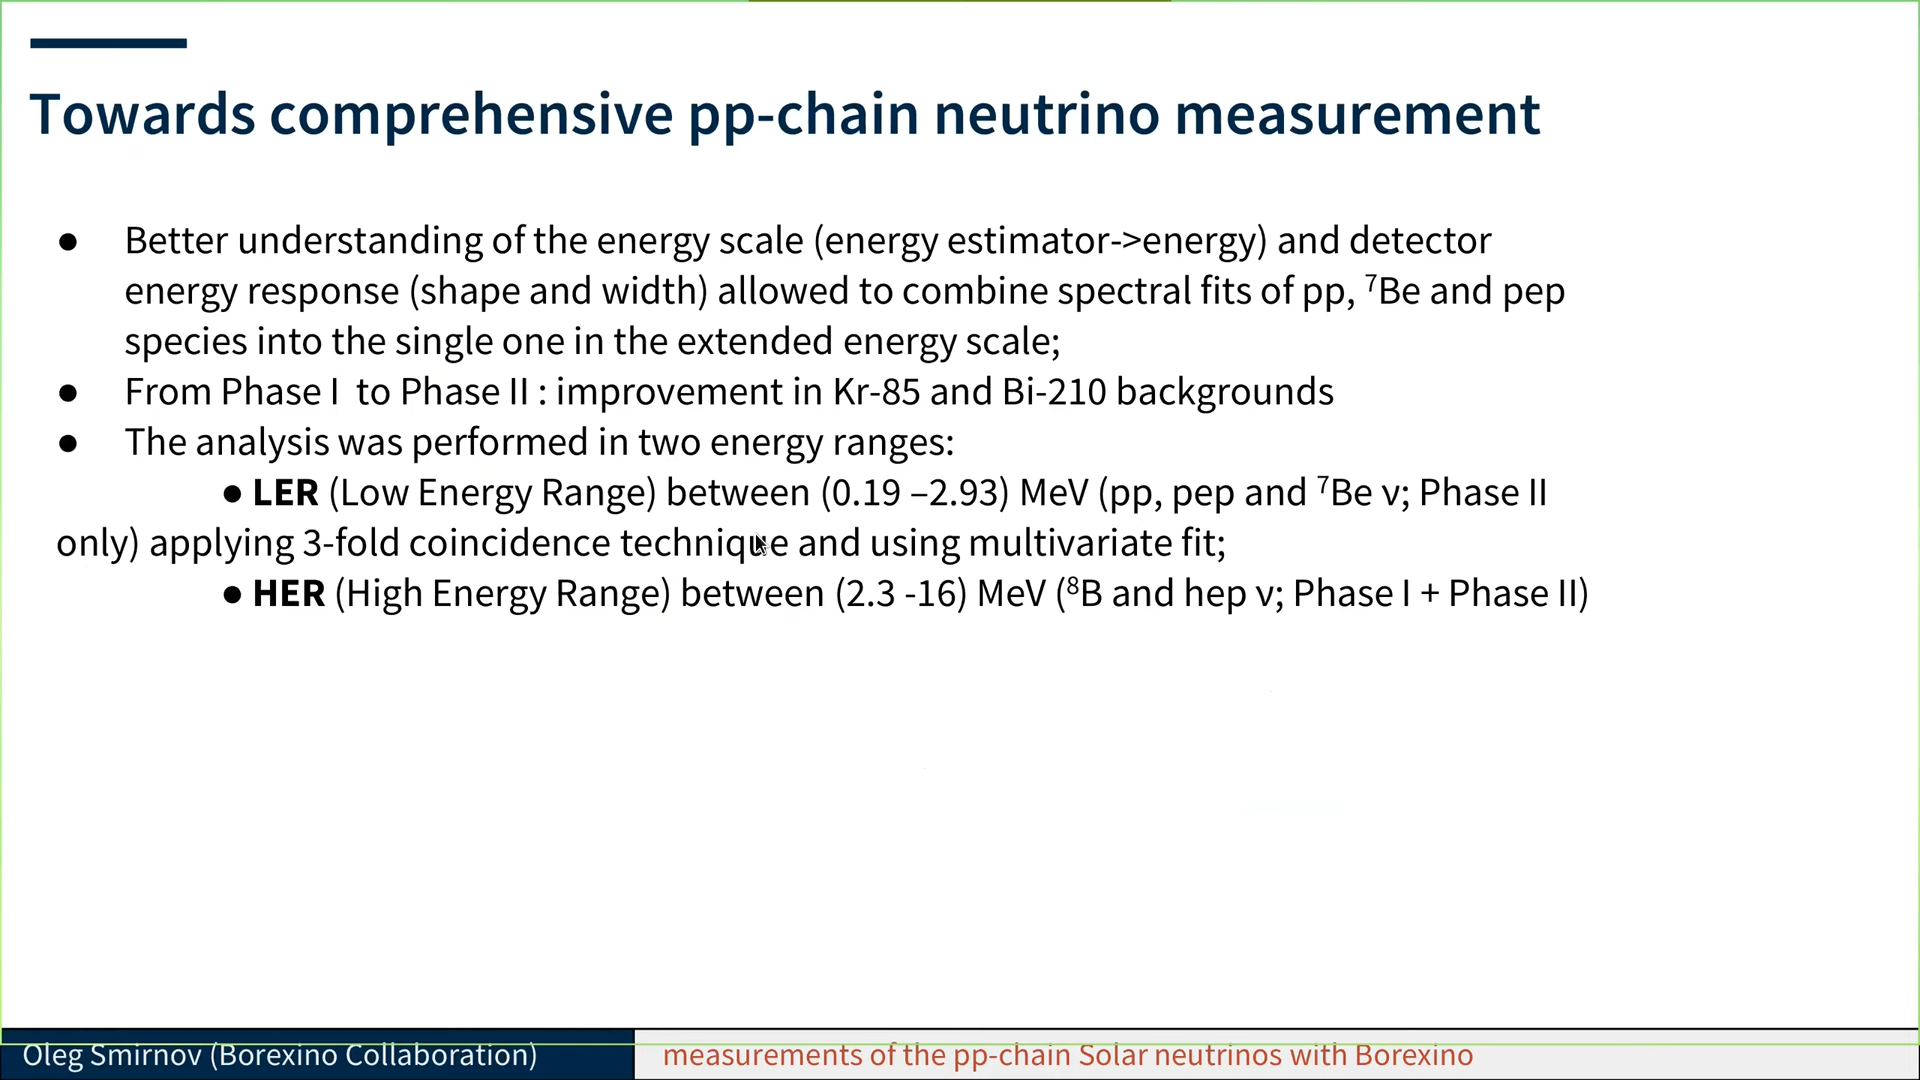 Towards comprehensive pp-chain neutrino measurement
● Better understanding of the energy scale (energy estimator->energy) and detector
energy response (shape and width) allowed to combine spectral fits of pp, ⁷Be and pep
species into the single one in the extended energy scale;
● From Phase I  to Phase II : improvement in Kr-85 and Bi-210 backgrounds
● The analysis was performed in two energy ranges:
● LER (Low Energy Range) between (0.19 –2.93) MeV (pp, pep and ⁷Be ν; Phase II
only) applying 3-fold coincidence technique and using multivariate fit;
● HER (High Energy Range) between (2.3 -16) MeV (⁸B and hep ν; Phase I + Phase II)
Oleg Smirnov (Borexino Collaboration)
measurements of the pp-chain Solar neutrinos with Borexino